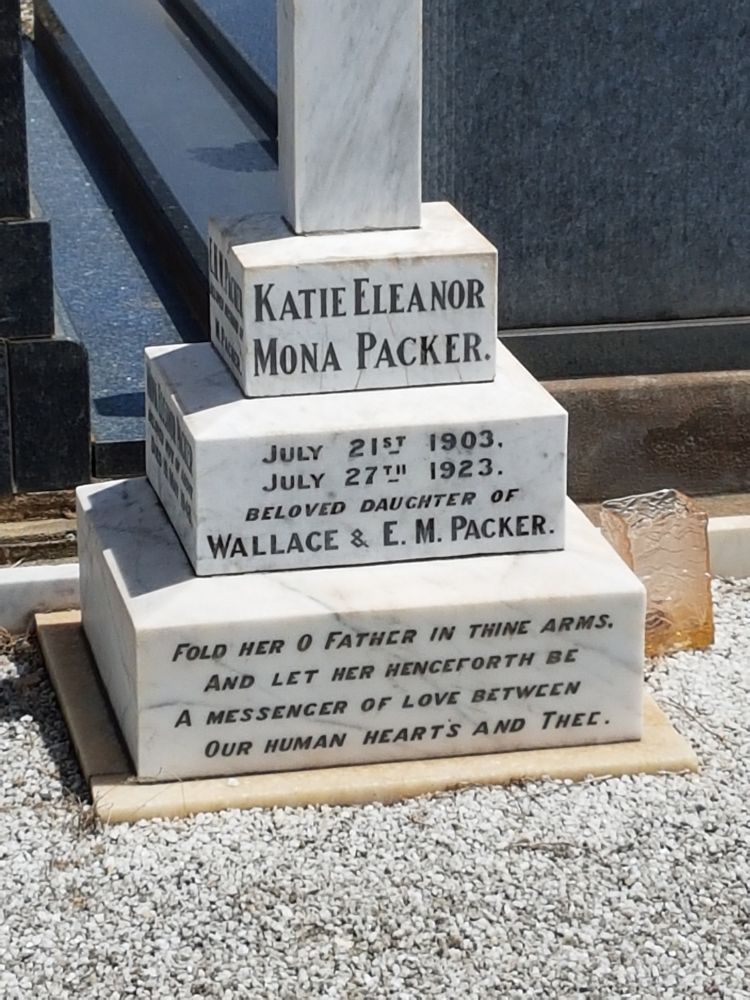 KATIE ELEANOR
MONA PACKER.
JULY 21ST 1903.
JULY 27TH 1923.
BELOVED DAUGHTER OF
WALLACE & E. M. PACKER.
FOLD HER O FATHER IN THINE ARMS.
AND LET HER HENCEFORTH BE
A MESSENGER OF LOVE BETWEEN
OUR HUMAN HEARTS AND THEE.